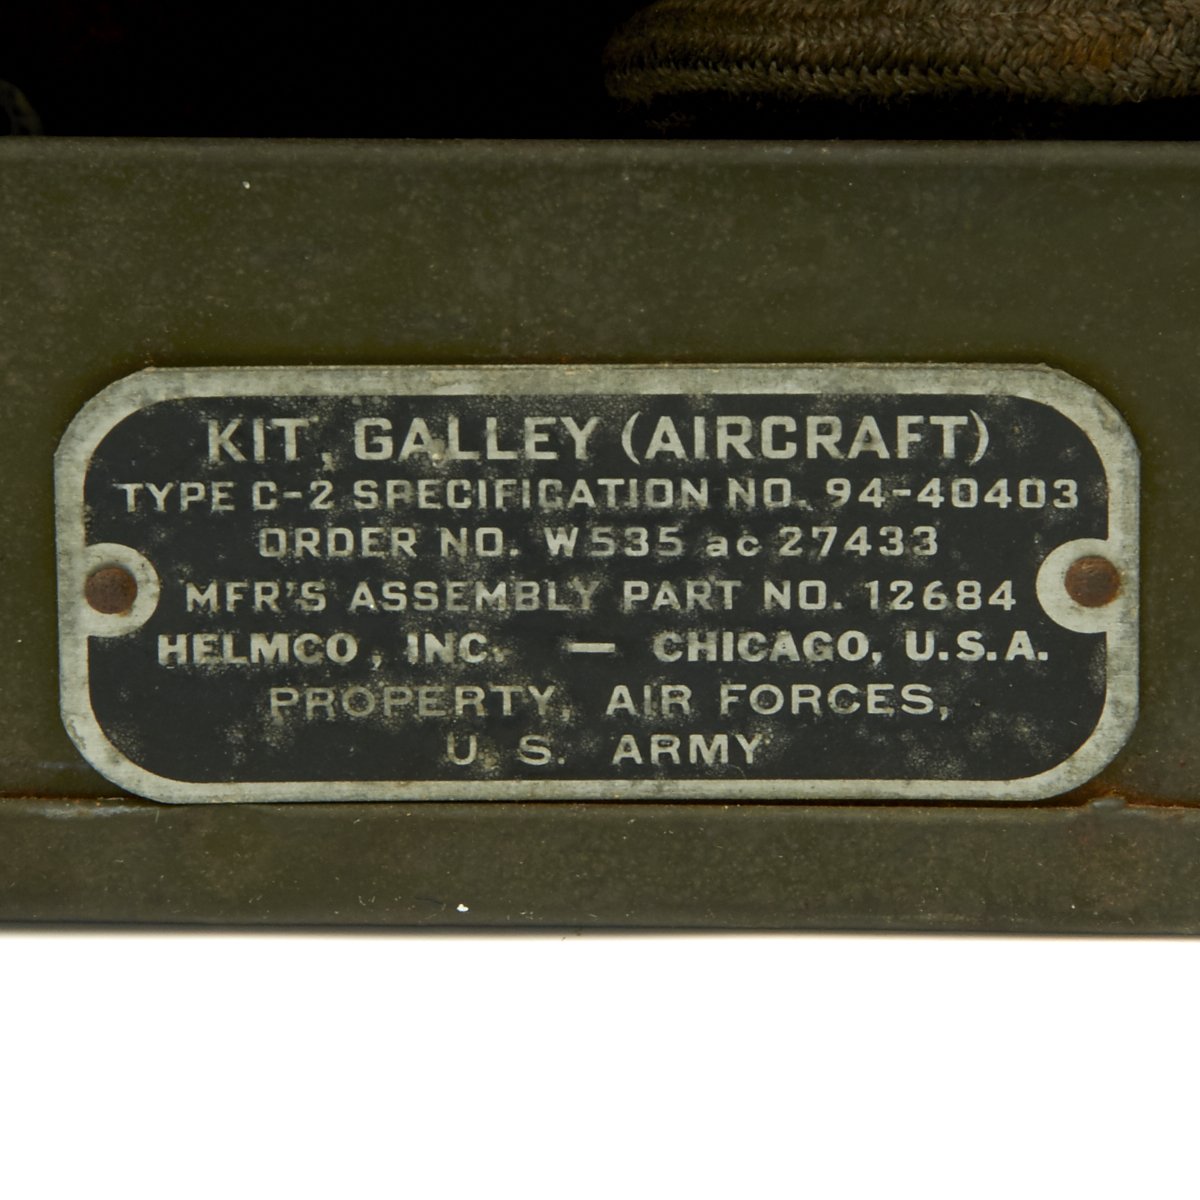 KIT, GALLEY (AIRCRAFT)
TYPE C-2 SPECIFICATION NO. 94-40403
ORDER NO. W535 ac 27433
MFR'S ASSEMBLY PART NO. 12684
HELMCO, INC. — CHICAGO, U.S.A.
PROPERTY, AIR FORCES,
U. S. ARMY